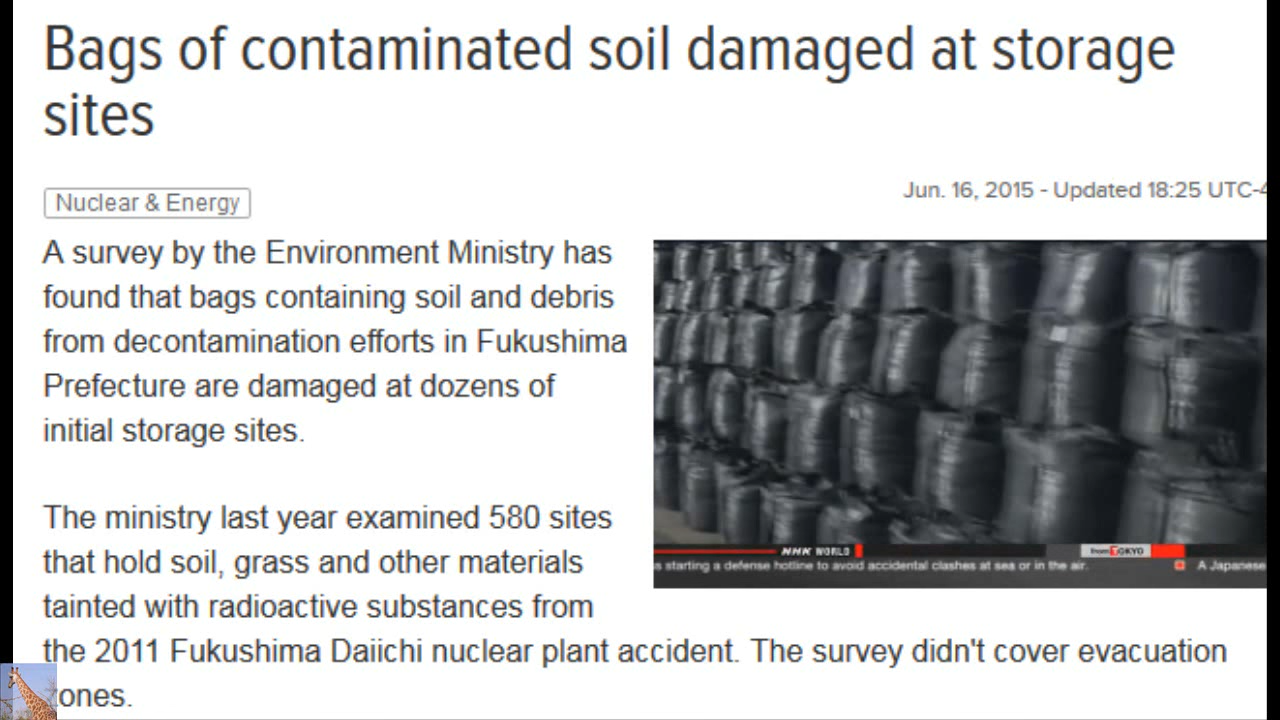 Bags of contaminated soil damaged at storage
sites
Nuclear & Energy
Jun. 16, 2015 - Updated 18:25 UTC-4
A survey by the Environment Ministry has
found that bags containing soil and debris
from decontamination efforts in Fukushima
Prefecture are damaged at dozens of
initial storage sites.
The ministry last year examined 580 sites
that hold soil, grass and other materials
tainted with radioactive substances from
the 2011 Fukushima Daiichi nuclear plant accident. The survey didn't cover evacuation
zones.
NHK WORLD
from TOKYO
s starting a defense hotline to avoid accidental clashes at sea or in the air.
A Japanese